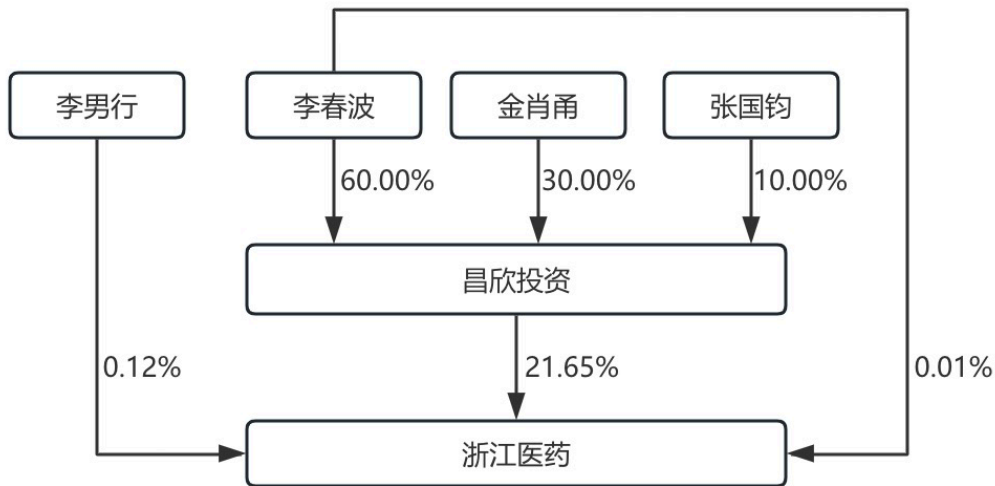 李男行
李春波
金肖甬
张国钧
60.00%
30.00%
10.00%
昌欣投资
0.12%
21.65%
0.01%
浙江医药